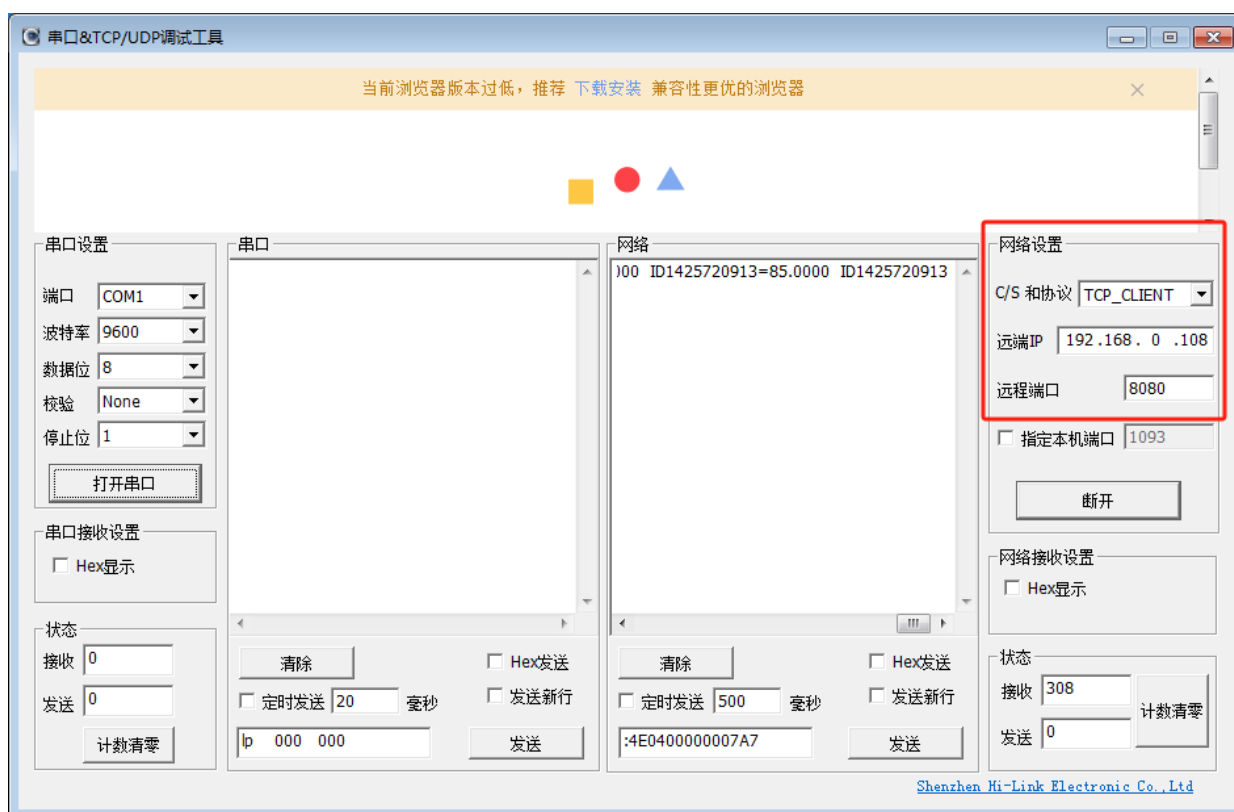 串口&TCP/UDP调试工具
当前浏览器版本过低，推荐 下载安装 兼容性更优的浏览器
串口设置
端口 COM1
波特率 9600
数据位 8
校验 None
停止位 1
打开串口
串口接收设置
Hex显示
状态
接收 0
发送 0
计数清零
串口
清除
Hex发送
定时发送 20 毫秒
发送新行
lp 000 000
发送
网络
)00 ID1425720913=85.0000 ID1425720913
清除
Hex发送
定时发送 500 毫秒
发送新行
:4E0400000007A7
发送
网络设置
C/S 和协议 TCP_CLIENT
远端IP 192.168. 0 .108
远程端口 8080
指定本机端口 1093
断开
网络接收设置
Hex显示
状态
接收 308
发送 0
计数清零
Shenzhen Hi-Link Electronic Co.,Ltd